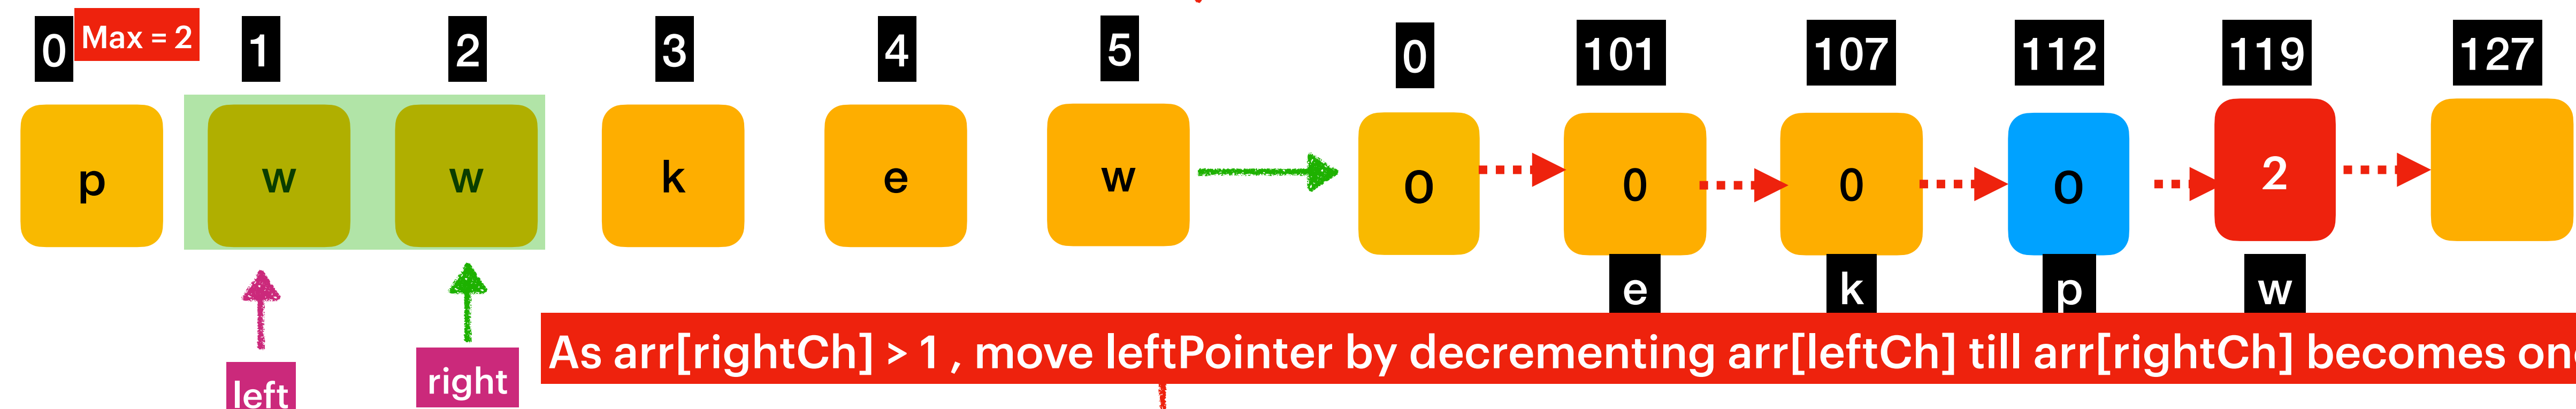 0 Max = 2 1 2 3 4 5 0 101 107 112 119 127
p w w k e w 0 0 0 0 2
e k p w
left right As arr[rightCh] > 1 , move leftPointer by decrementing arr[leftCh] till arr[rightCh] becomes